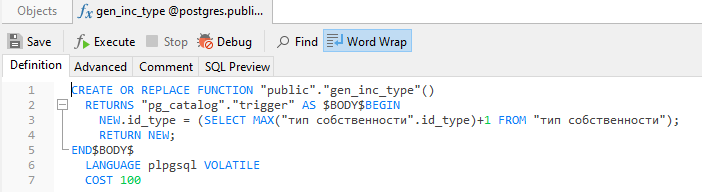 Objects
fx gen_inc_type @postgres.publi...
Save Execute Stop Debug Find Word Wrap
Definition Advanced Comment SQL Preview
1 CREATE OR REPLACE FUNCTION "public"."gen_inc_type"()
2 RETURNS "pg_catalog"."trigger" AS $BODY$BEGIN
3 NEW.id_type = (SELECT MAX("тип собственности".id_type)+1 FROM "тип собственности");
4 RETURN NEW;
5 END$BODY$
6 LANGUAGE plpgsql VOLATILE
7 COST 100